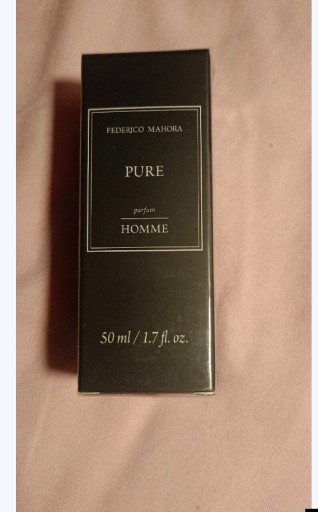 FEDERICO MAHORA
PURE
parfum
HOMME
50 ml / 1.7 fl. oz.